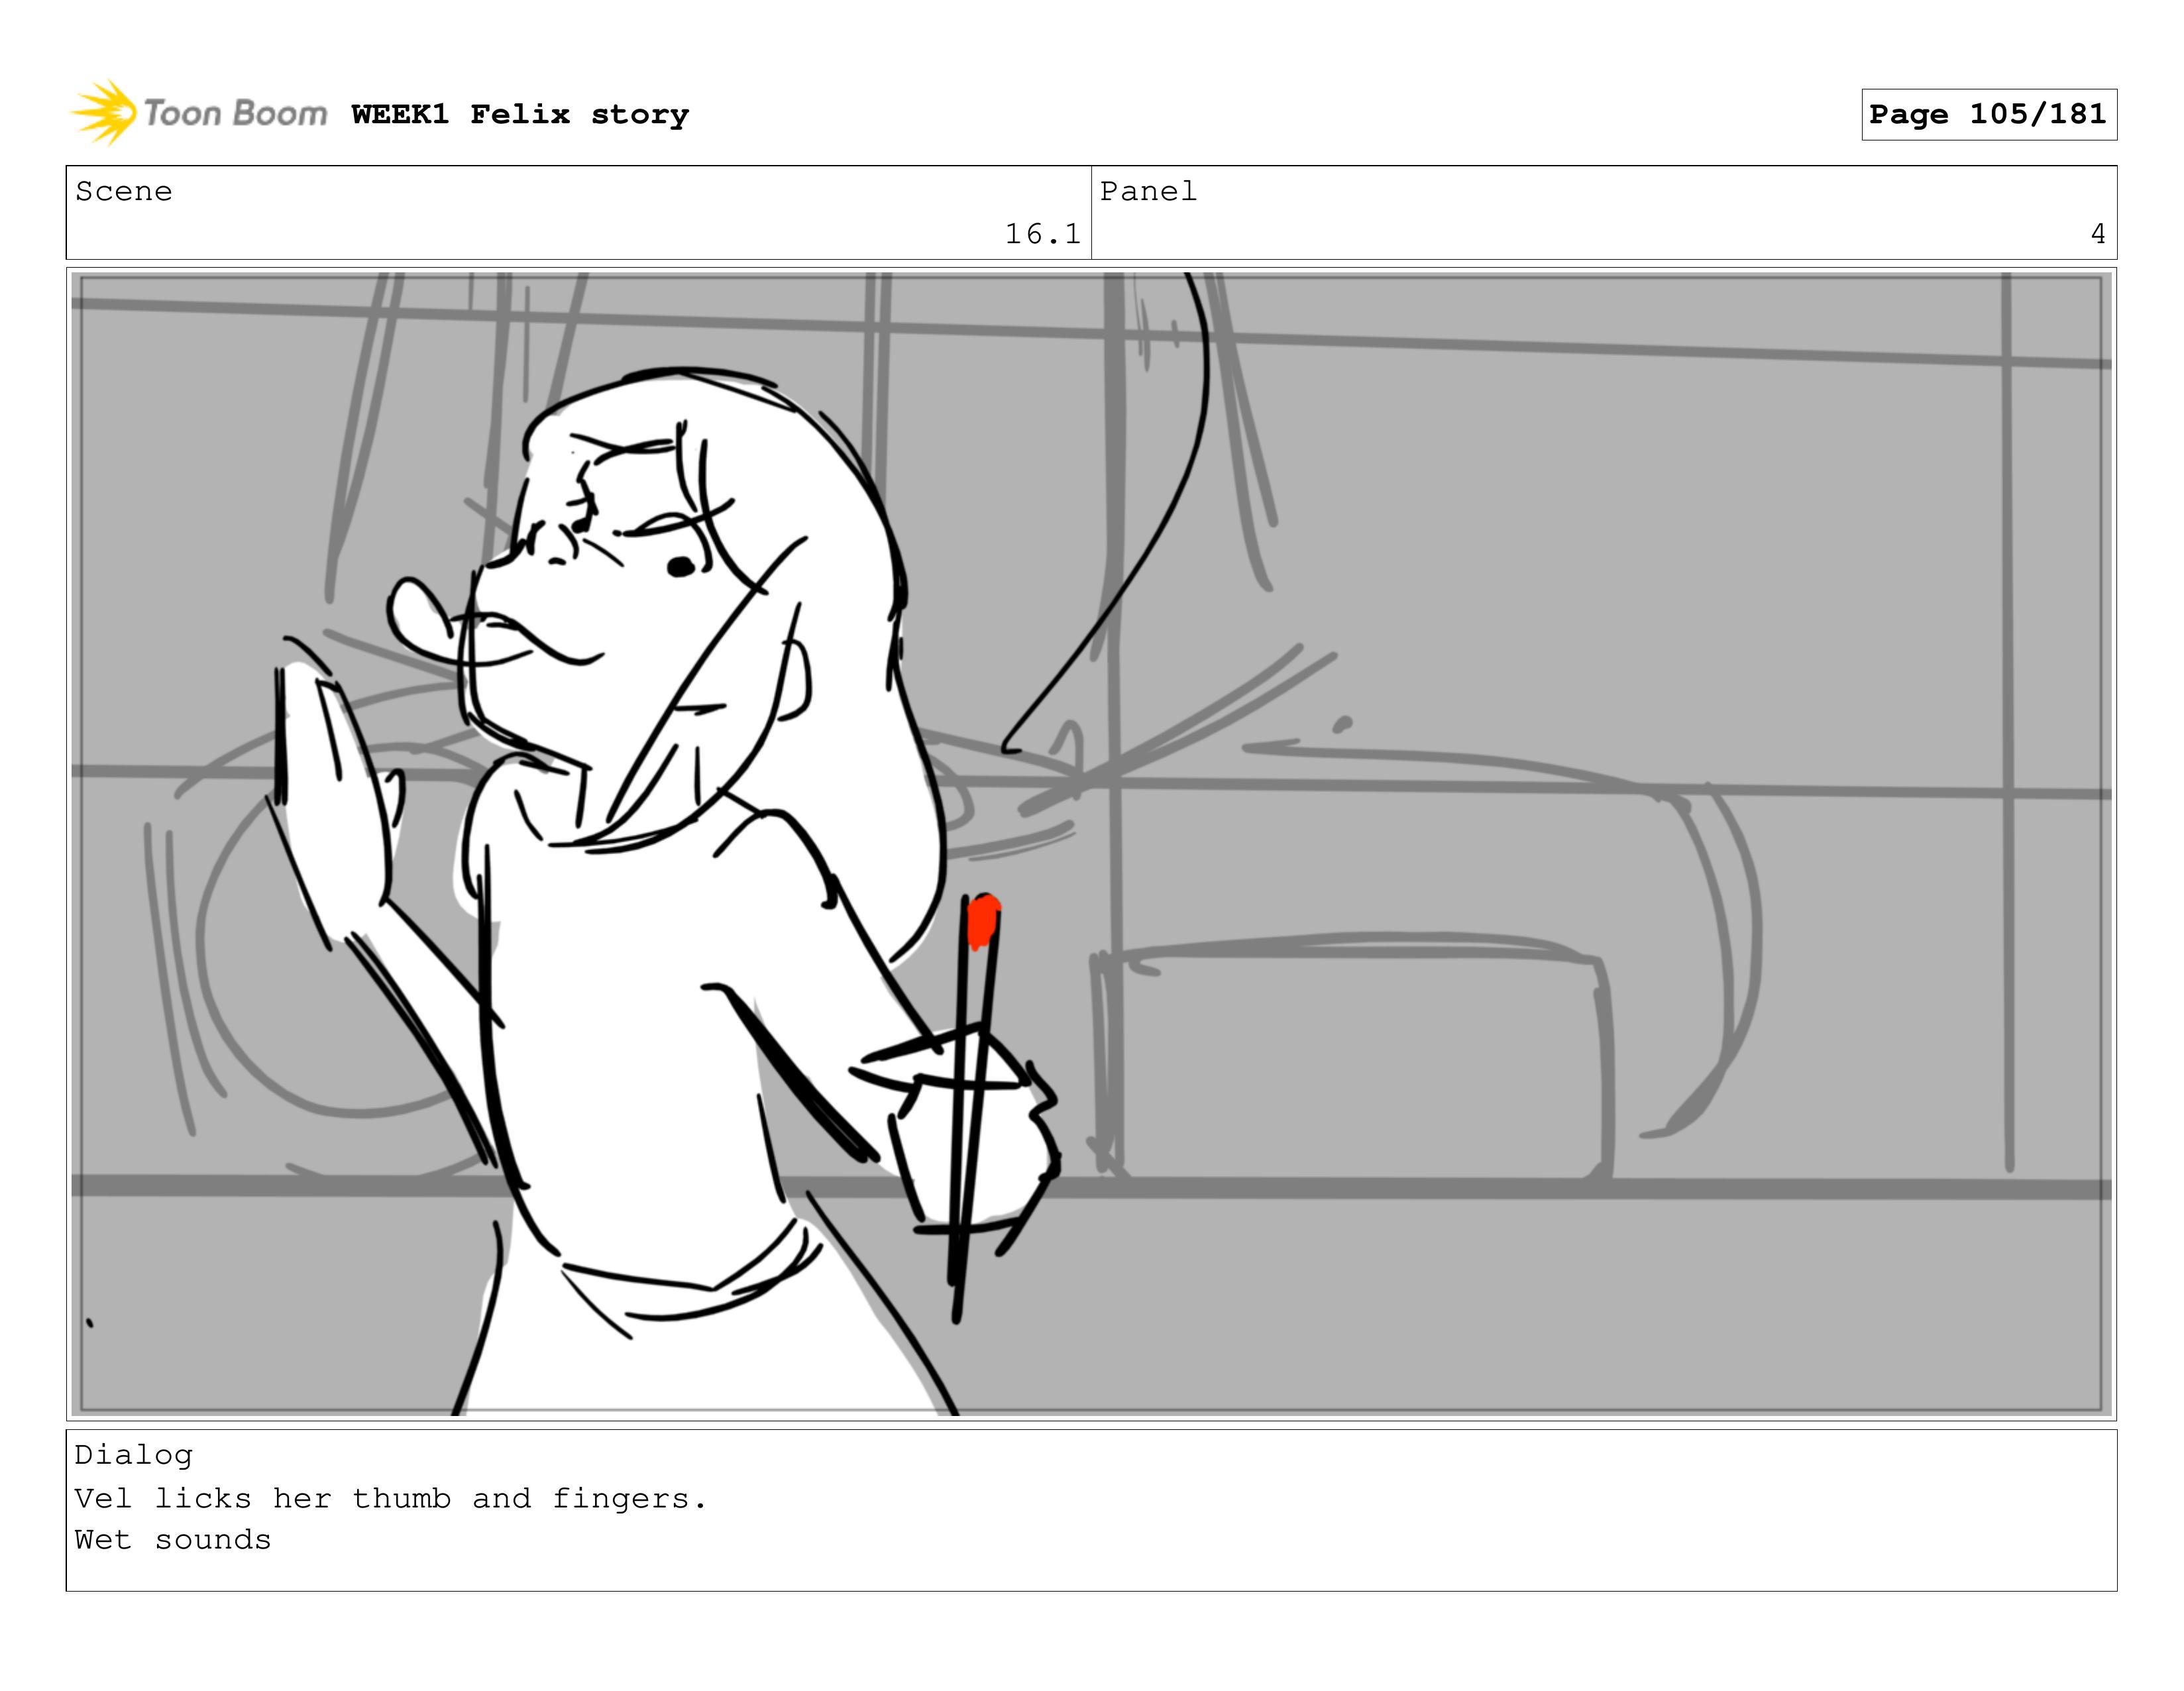 Toon Boom WEEK1 Felix story
Page 105/181
Scene
16.1
Panel
4
Dialog
Vel licks her thumb and fingers.
Wet sounds